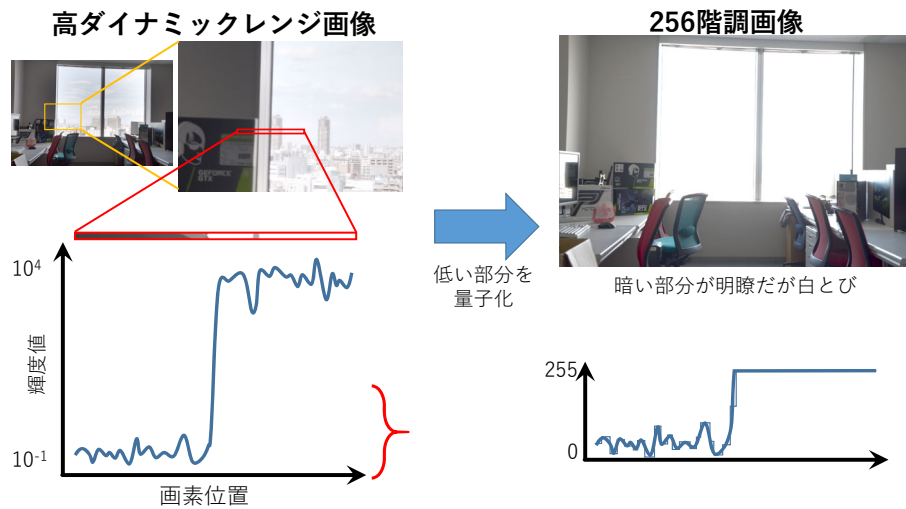 高ダイナミックレンジ画像
256階調画像
GEFORCE
GTX
低い部分を
量子化
暗い部分が明瞭だが白とび
10⁴
輝度値
10⁻¹
画素位置
255
0